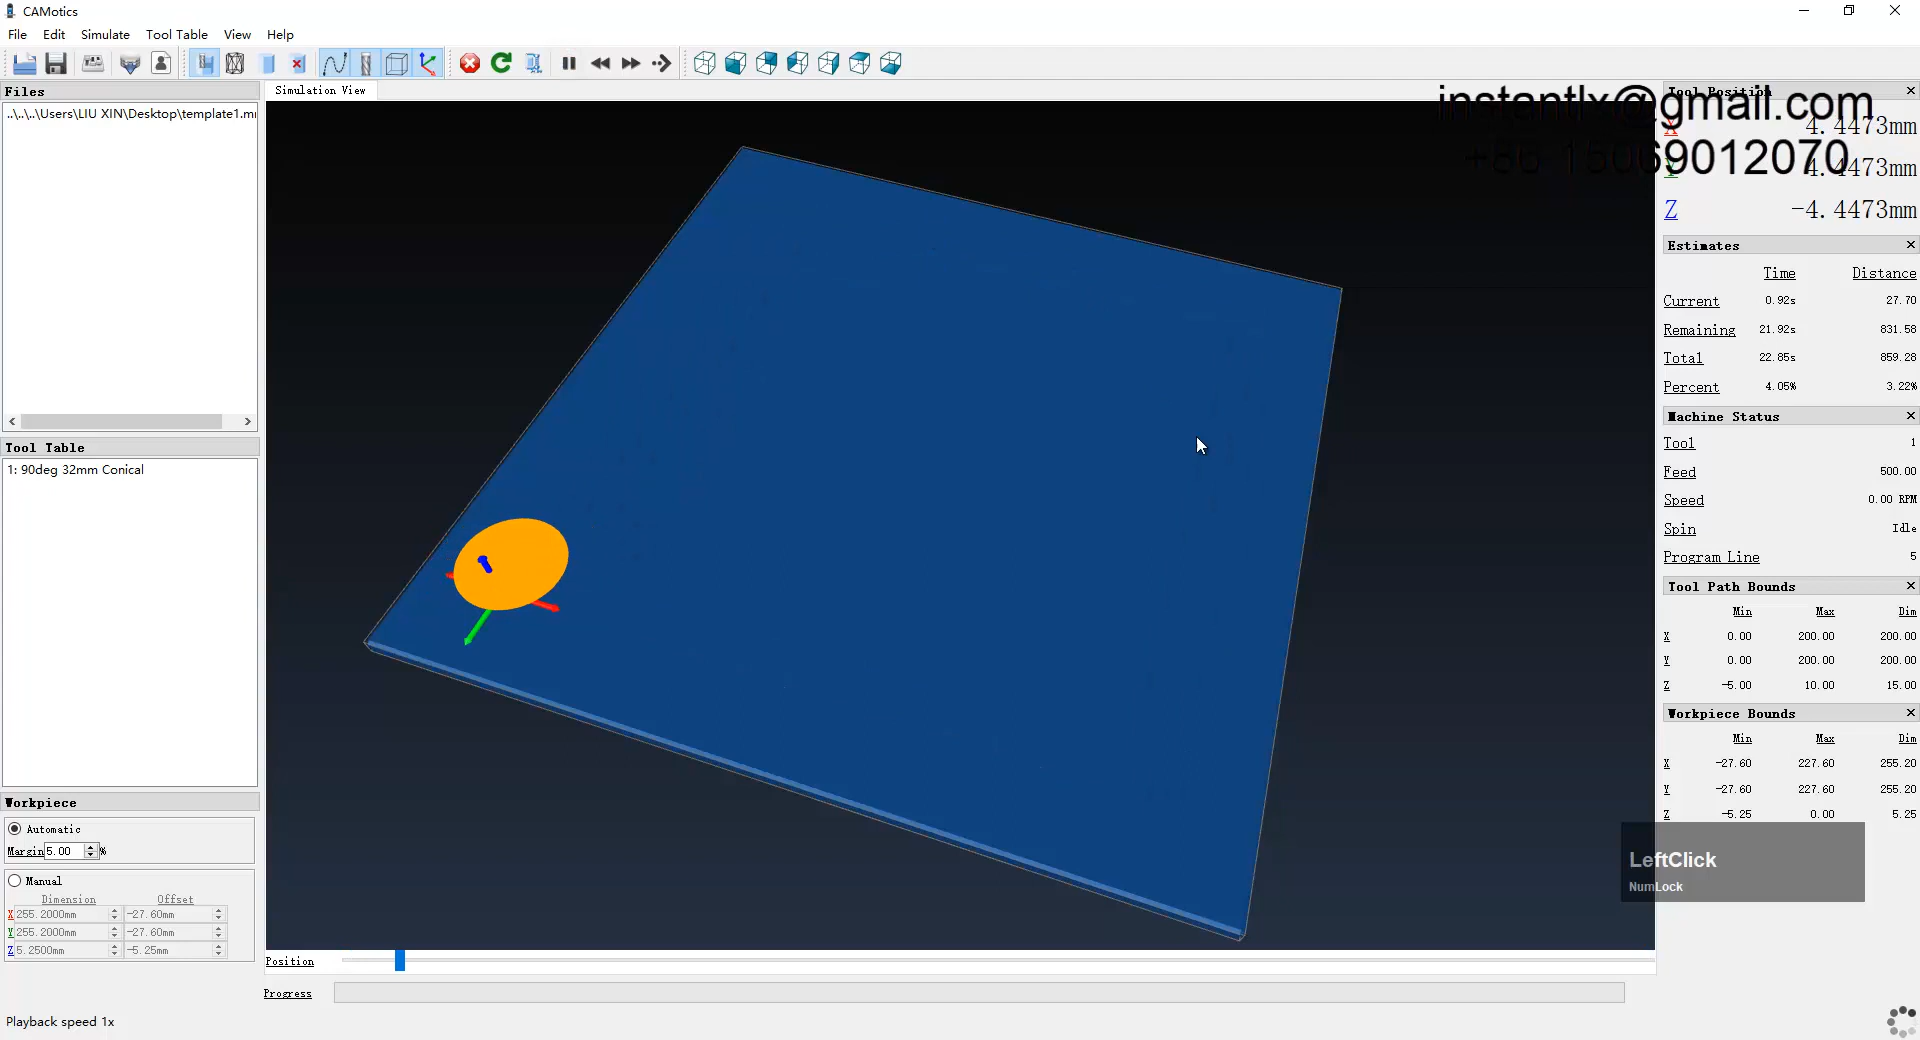 CAMotics
File Edit Simulate Tool Table View Help
Files
..\..\..\Users\LIU XIN\Desktop\template1.m
Tool Table
1: 90deg 32mm Conical
Workpiece
Automatic
Margin 5.00 %
Manual
Dimension Offset
X 255.2000mm -27.60mm
Y 255.2000mm -27.60mm
Z 5.2500mm -5.25mm
Simulation View
Position
Progress
Playback speed 1x
instantlx@gmail.com
+86 15069012070
Tool Position
X 4.4473mm
Y 4.4473mm
Z -4.4473mm
Estimates
Time Distance
Current 0.92s 27.70
Remaining 21.92s 831.58
Total 22.85s 859.28
Percent 4.05% 3.22%
Machine Status
Tool 1
Feed 500.00
Speed 0.00 RPM
Spin Idle
Program Line 5
Tool Path Bounds
Min Max Dim
X 0.00 200.00 200.00
Y 0.00 200.00 200.00
Z -5.00 10.00 15.00
Workpiece Bounds
Min Max Dim
X -27.60 227.60 255.20
Y -27.60 227.60 255.20
Z -5.25 0.00 5.25
LeftClick
NumLock